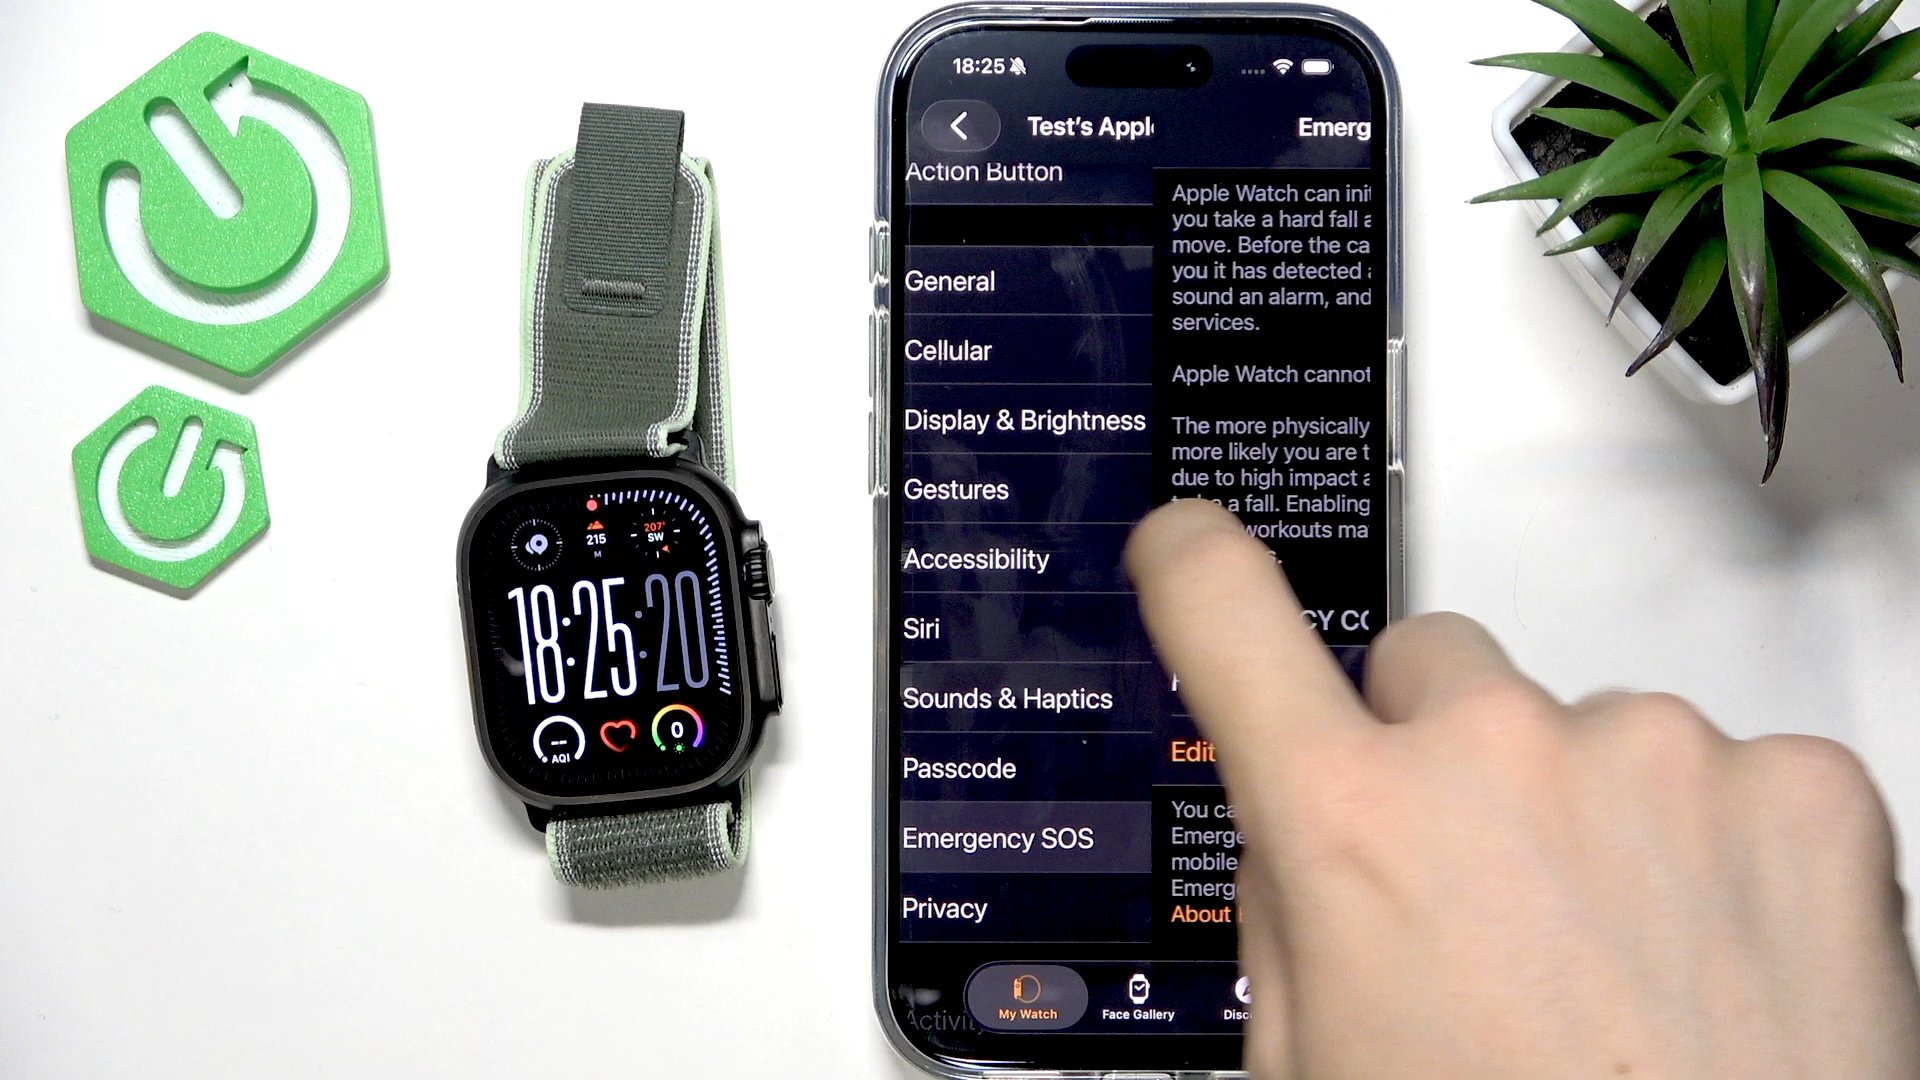 215
M
207°
SW
18:25:20
--
AQI
0
18:25
Test's Appl
Emerg
Action Button
General
Cellular
Display & Brightness
Gestures
Accessibility
Siri
Sounds & Haptics
Passcode
Emergency SOS
Privacy
Activity
Apple Watch can init
you take a hard fall a
move. Before the ca
you it has detected
sound an alarm, and
services.
Apple Watch cannot
The more physically
more likely you are t
due to high impact a
a fall. Enabling
workouts ma
s.
CY CO
Edit
You ca
Emerge
mobile
Emerg
About
My Watch
Face Gallery
Disco